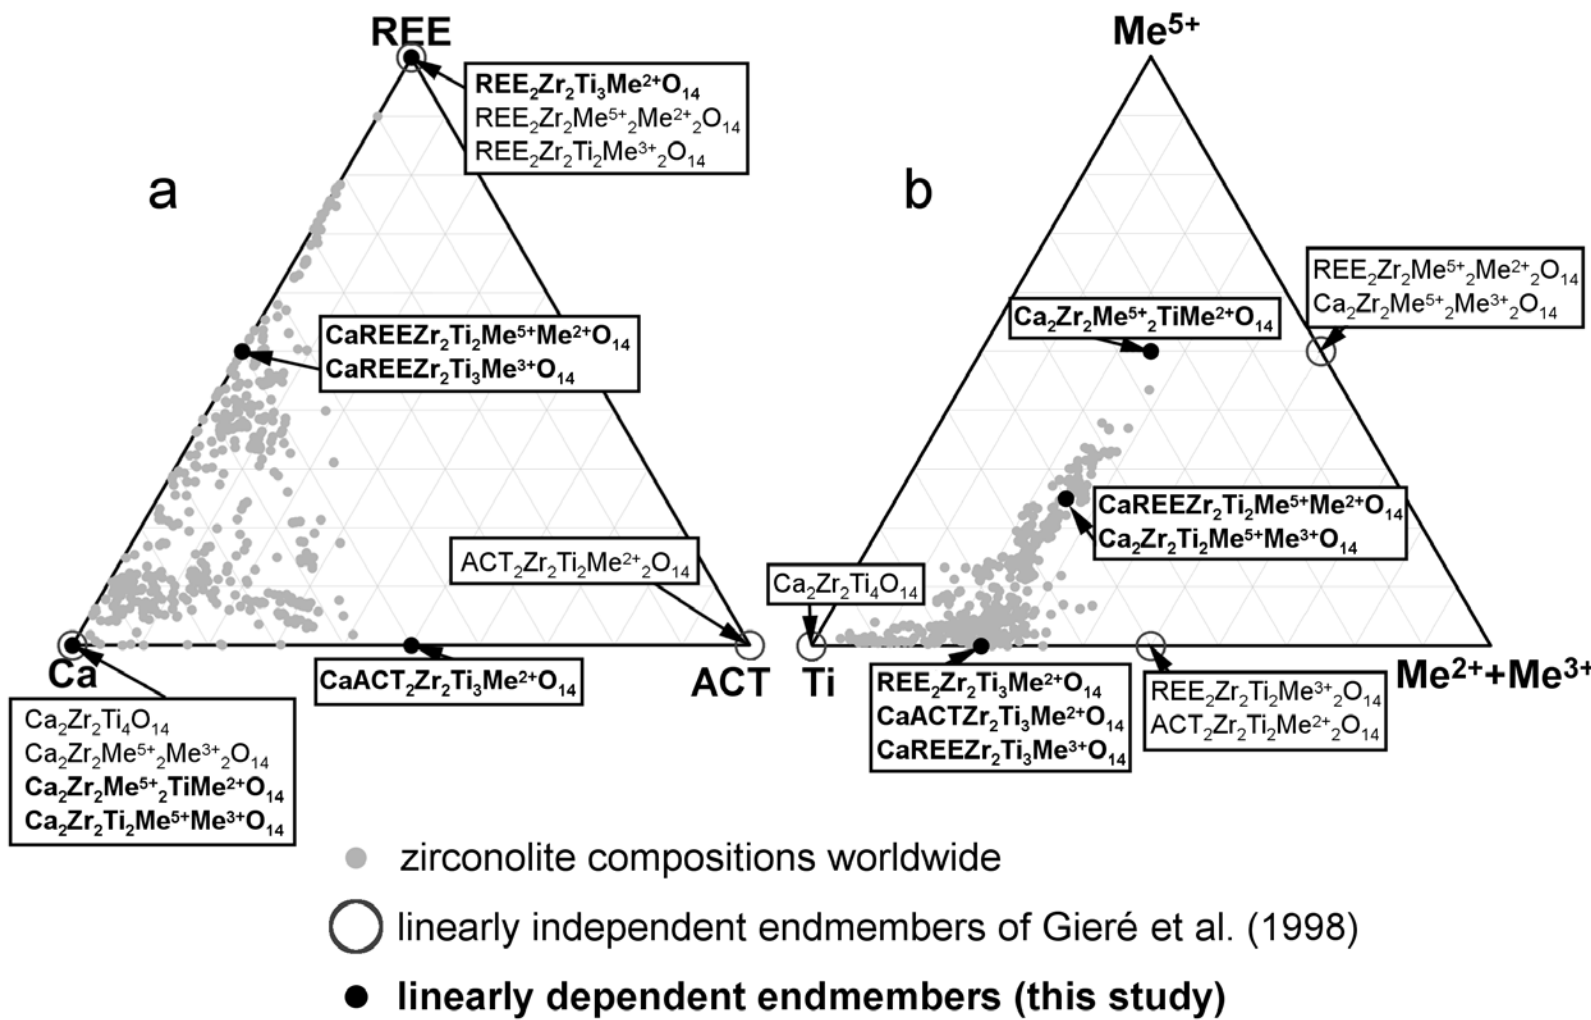 REE
REE₂Zr₂Ti₃Me²⁺O₁₄
REE₂Zr₂Me⁵⁺₂Me²⁺₂O₁₄
REE₂Zr₂Ti₂Me³⁺₂O₁₄
a
CaREEZr₂Ti₂Me⁵⁺Me²⁺O₁₄
CaREEZr₂Ti₃Me³⁺O₁₄
ACT₂Zr₂Ti₂Me²⁺₂O₁₄
Ca
CaACT₂Zr₂Ti₃Me²⁺O₁₄
ACT
Ca₂Zr₂Ti₄O₁₄
Ca₂Zr₂Me⁵⁺₂Me³⁺₂O₁₄
Ca₂Zr₂Me⁵⁺₂TiMe²⁺O₁₄
Ca₂Zr₂Ti₂Me⁵⁺Me³⁺O₁₄
Me⁵⁺
b
REE₂Zr₂Me⁵⁺₂Me²⁺₂O₁₄
Ca₂Zr₂Me⁵⁺₂Me³⁺₂O₁₄
Ca₂Zr₂Me⁵⁺₂TiMe²⁺O₁₄
CaREEZr₂Ti₂Me⁵⁺Me²⁺O₁₄
Ca₂Zr₂Ti₂Me⁵⁺Me³⁺O₁₄
Ca₂Zr₂Ti₄O₁₄
Ti
Me²⁺+Me³⁺
REE₂Zr₂Ti₃Me²⁺O₁₄
CaACTZr₂Ti₃Me²⁺O₁₄
CaREEZr₂Ti₃Me³⁺O₁₄
REE₂Zr₂Ti₂Me³⁺₂O₁₄
ACT₂Zr₂Ti₂Me²⁺₂O₁₄
zirconolite compositions worldwide
linearly independent endmembers of Gieré et al. (1998)
linearly dependent endmembers (this study)